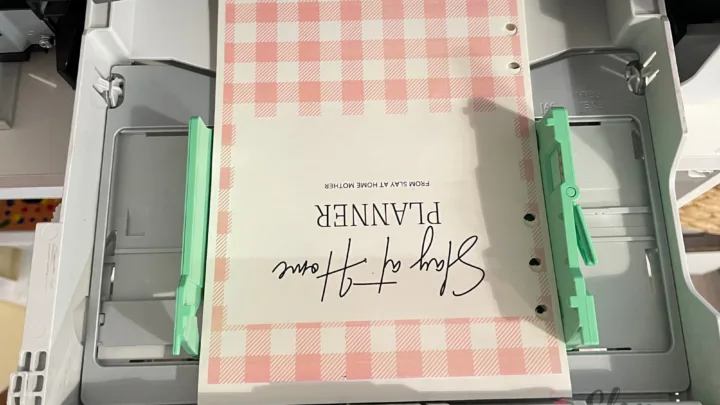 Slay at Home
PLANNER
FROM SLAY AT HOME MOTHER